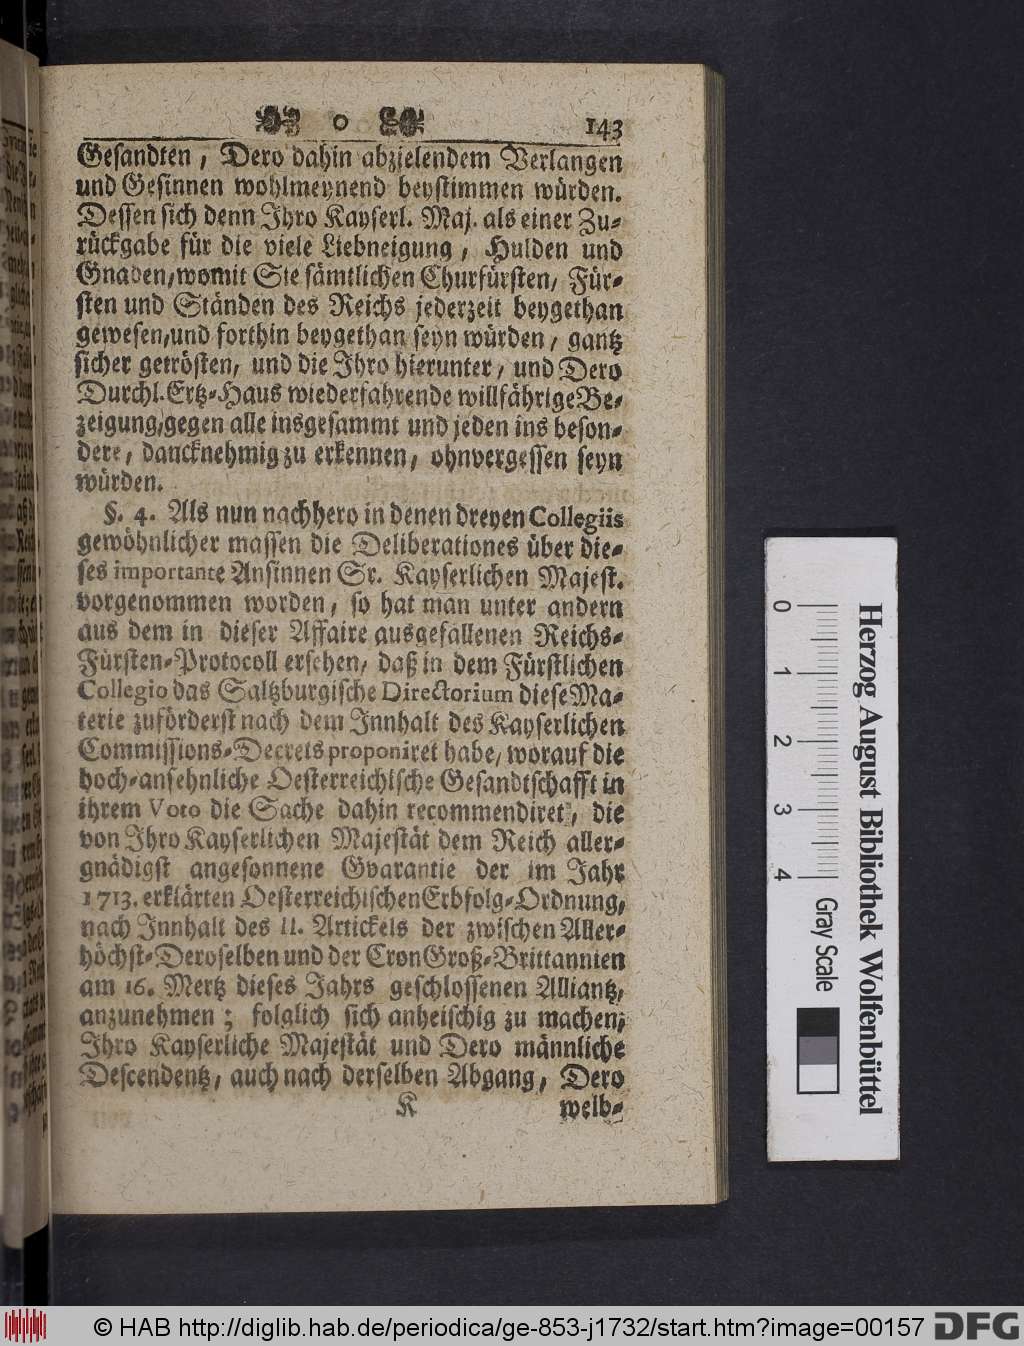 o 143
Gesandten, Dero dahin abzielendem Verlangen
und Gesinnen wohlmeynend beystimmen würden.
Dessen sich denn Ihro Kayserl. Maj. als einer Zu-
rückgabe für die viele Liebneigung, Hulden und
Gnaden, womit Sie sämtlichen Churfürsten, Für-
sten und Ständen des Reichs jederzeit beygethan
gewesen, und forthin beygethan seyn würden, gantz
sicher getrösten, und die Ihro hierunter, und Dero
Durchl. Ertz-Haus wiederfahrende willfährige Be-
zeigung, gegen alle insgesammt und jeden ins beson-
dere, dancknehmig zu erkennen, ohnvergessen seyn
würden.
§. 4. Als nun nachhero in denen dreyen Collegiis
gewöhnlicher massen die Deliberationes über die-
ses importante Ansinnen Sr. Kayserlichen Majest.
vorgenommen worden, so hat man unter andern
aus dem in dieser Affaire ausgefallenen Reichs-
Fürsten-Protocoll ersehen, daß in dem Fürstlichen
Collegio das Saltzburgische Directorium diese Ma-
terie zuförderst nach dem Innhalt des Kayserlichen
Commissions-Decrets proponiret habe, worauf die
hoch-ansehnliche Oesterreichische Gesandtschafft in
ihrem Voto die Sache dahin recommendiret, die
von Ihro Kayserlichen Majestät dem Reich aller-
gnädigst angesonnene Gvarantie der im Jahr
1713. erklärten Oesterreichischen Erbfolg-Ordnung,
nach Innhalt des II. Artickels der zwischen Aller-
höchst-Deroselben und der Cron Groß-Brittannien
am 16. Mertz dieses Jahrs geschlossenen Alliantz,
anzunehmen; folglich sich anheischig zu machen,
Ihro Kayserliche Majestät und Dero männliche
Descendentz, auch nach derselben Abgang, Dero
K welb-
0 1 2 3 4
Gray Scale
Herzog August Bibliothek Wolfenbüttel
© HAB http://diglib.hab.de/periodica/ge-853-j1732/start.htm?image=00157
DFG